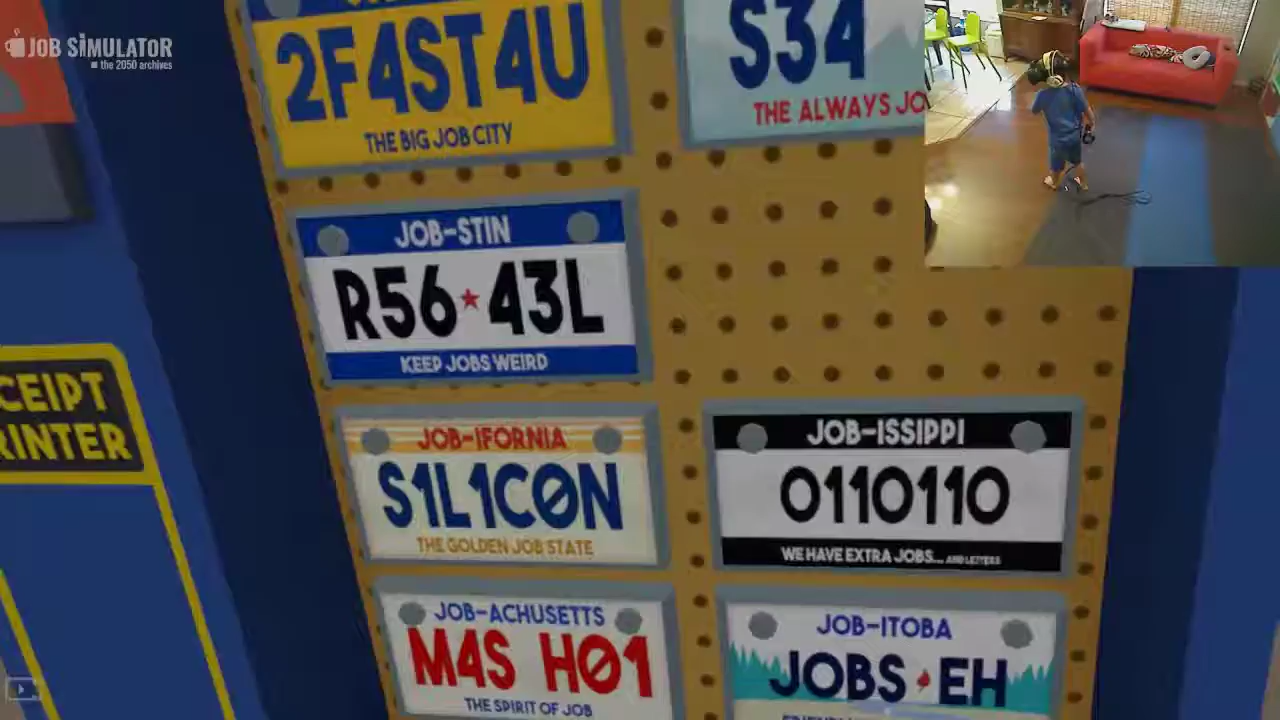 JOB SIMULATOR
the 2050 archives
2F4ST4U
THE BIG JOB CITY
S34
THE ALWAYS JO
JOB-STIN
R56★43L
KEEP JOBS WEIRD
CEIPT
RINTER
JOB-IFORNIA
S1L1C0N
THE GOLDEN JOB STATE
JOB-ISSIPPI
0110110
WE HAVE EXTRA JOBS... AND LETTERS
JOB-ACHUSETTS
M4S H01
THE SPIRIT OF JOB
JOB-ITOBA
JOBS EH